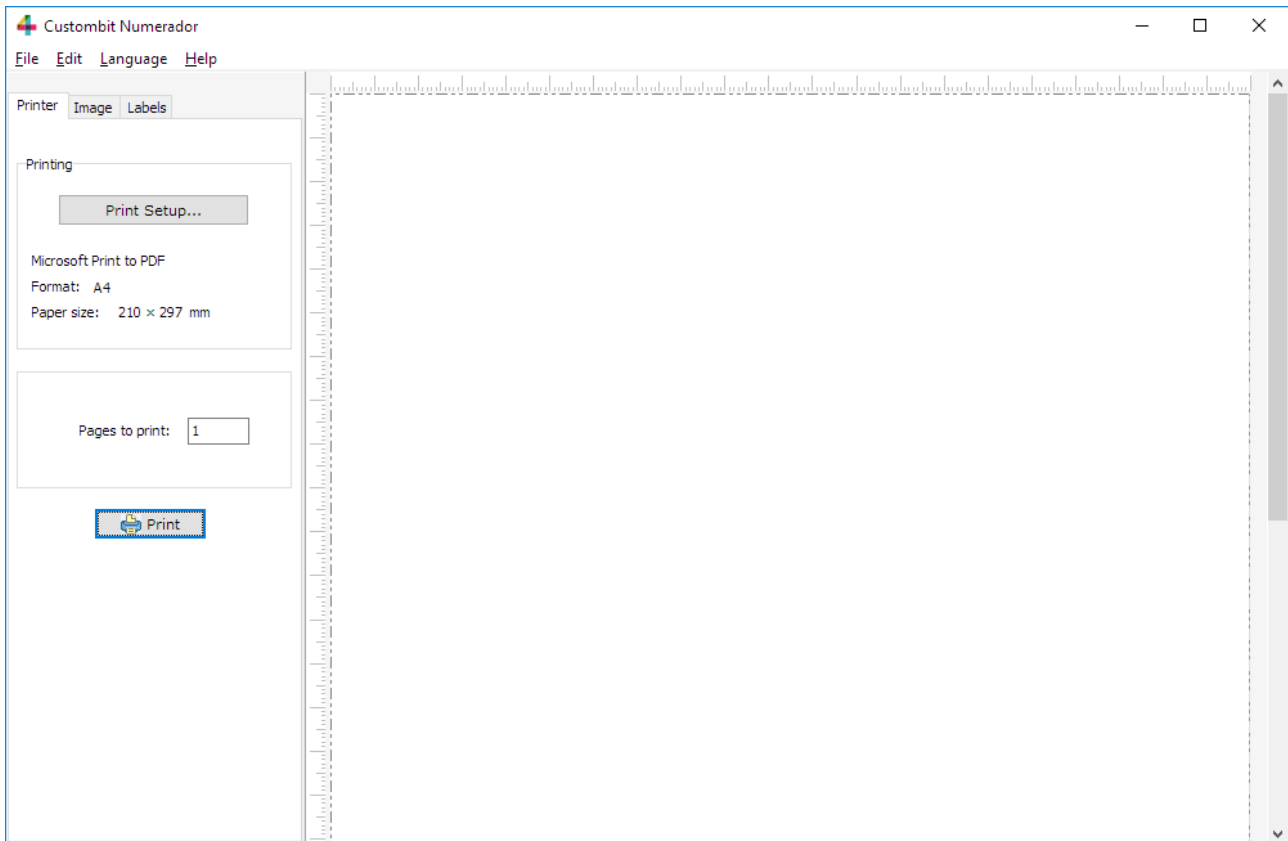 Custombit Numerador
File Edit Language Help
Printer Image Labels
Printing
Print Setup...
Microsoft Print to PDF
Format: A4
Paper size: 210 × 297 mm
Pages to print: 1
Print